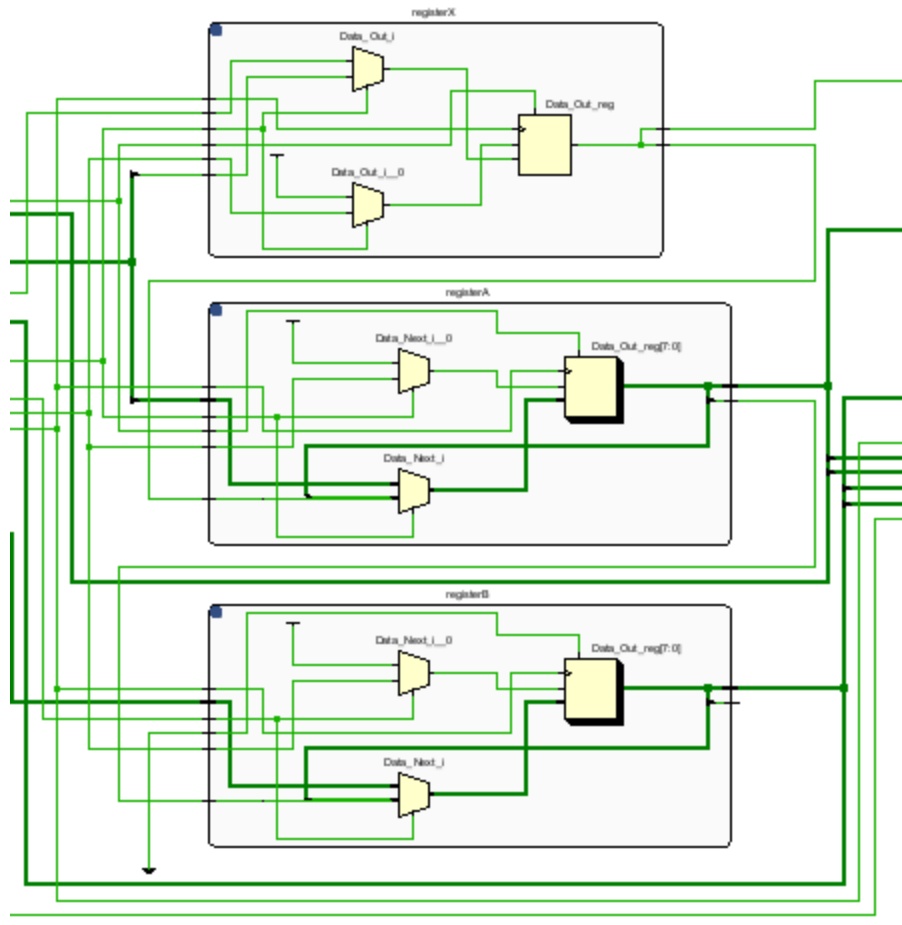 registerX
Data_Out_i
Data_Out_reg
Data_Out_i__0
registerA
Data_Next_i__0
Data_Out_reg[7:0]
Data_Next_i
registerB
Data_Next_i__0
Data_Out_reg[7:0]
Data_Next_i